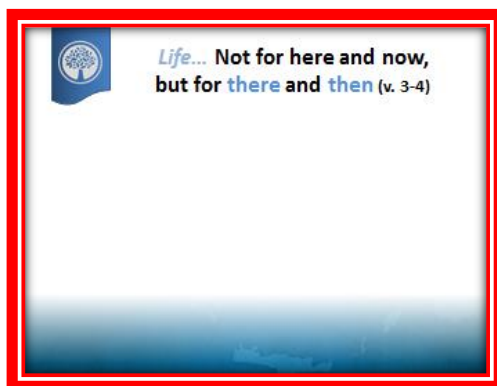 Life... Not for here and now,
but for there and then (v. 3-4)